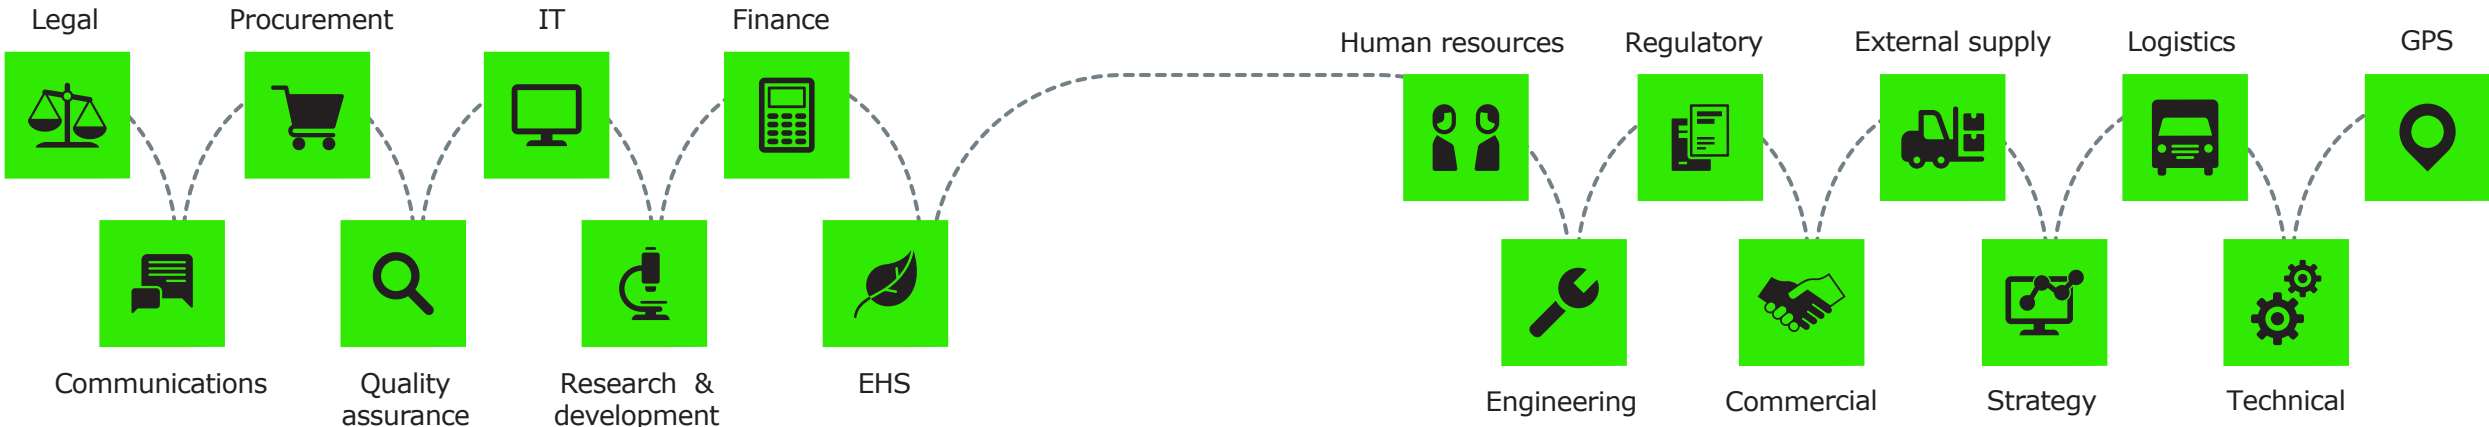 Legal
Procurement
IT
Finance
Human resources
Regulatory
External supply
Logistics
GPS
Communications
Quality
assurance
Research & 
development
EHS
Engineering
Commercial
Strategy
Technical